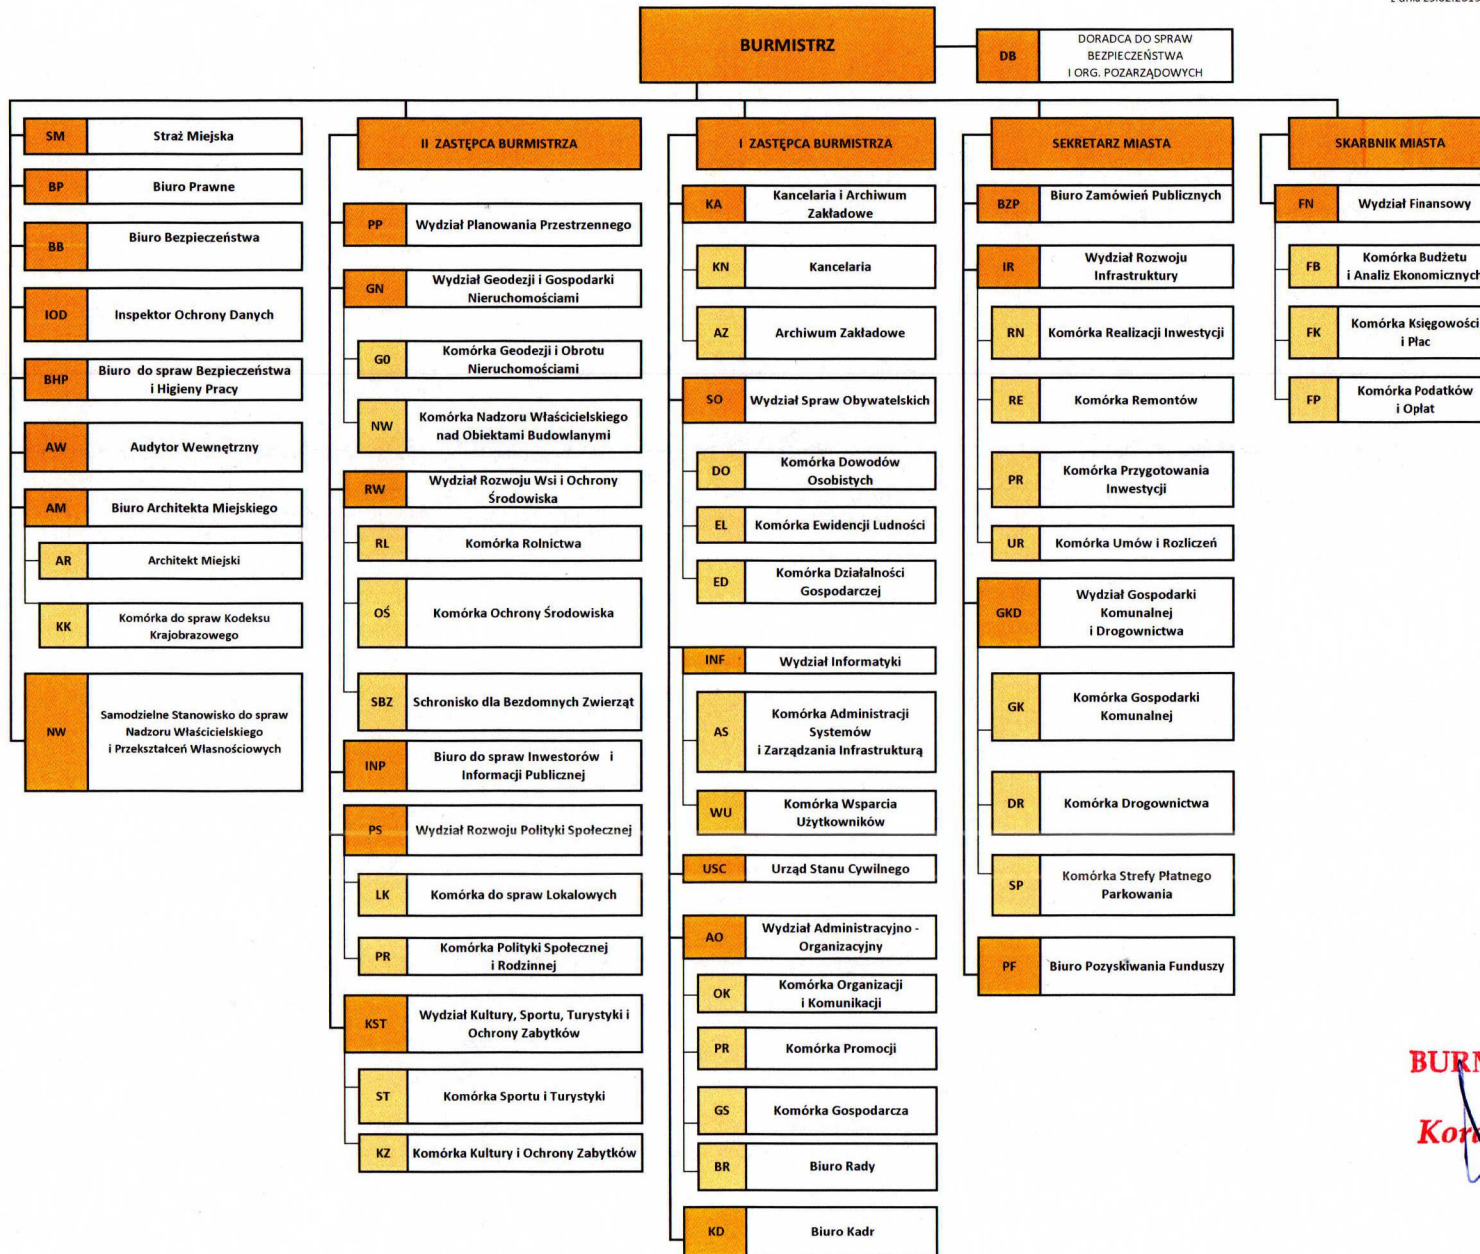 BURMISTRZ
DB
DORADCA DO SPRAW
BEZPIECZEŃSTWA
I ORG. POZARZĄDOWYCH
SM
Straż Miejska
BP
Biuro Prawne
BB
Biuro Bezpieczeństwa
IOD
Inspektor Ochrony Danych
BHP
Biuro do spraw Bezpieczeństwa
i Higieny Pracy
AW
Audytor Wewnętrzny
AM
Biuro Architekta Miejskiego
AR
Architekt Miejski
KK
Komórka do spraw Kodeksu
Krajobrazowego
NW
Samodzielne Stanowisko do spraw
Nadzoru Właścicielskiego
i Przekształceń Własnościowych
II ZASTĘPCA BURMISTRZA
PP
Wydział Planowania Przestrzennego
GN
Wydział Geodezji i Gospodarki
Nieruchomościami
G0
Komórka Geodezji i Obrotu
Nieruchomościami
NW
Komórka Nadzoru Właścicielskiego
nad Obiektami Budowlanymi
RW
Wydział Rozwoju Wsi i Ochrony
Środowiska
RL
Komórka Rolnictwa
OŚ
Komórka Ochrony Środowiska
SBZ
Schronisko dla Bezdomnych Zwierząt
INP
Biuro do spraw Inwestorów i
Informacji Publicznej
PS
Wydział Rozwoju Polityki Społecznej
LK
Komórka do spraw Lokalowych
PR
Komórka Polityki Społecznej
i Rodzinnej
KST
Wydział Kultury, Sportu, Turystyki i
Ochrony Zabytków
ST
Komórka Sportu i Turystyki
KZ
Komórka Kultury i Ochrony Zabytków
I ZASTĘPCA BURMISTRZA
KA
Kancelaria i Archiwum
Zakładowe
KN
Kancelaria
AZ
Archiwum Zakładowe
SO
Wydział Spraw Obywatelskich
DO
Komórka Dowodów
Osobistych
EL
Komórka Ewidencji Ludności
ED
Komórka Działalności
Gospodarczej
INF
Wydział Informatyki
AS
Komórka Administracji
Systemów
i Zarządzania Infrastrukturą
WU
Komórka Wsparcia
Użytkowników
USC
Urząd Stanu Cywilnego
AO
Wydział Administracyjno -
Organizacyjny
OK
Komórka Organizacji
i Komunikacji
PR
Komórka Promocji
GS
Komórka Gospodarcza
BR
Biuro Rady
KD
Biuro Kadr
SEKRETARZ MIASTA
BZP
Biuro Zamówień Publicznych
IR
Wydział Rozwoju
Infrastruktury
RN
Komórka Realizacji Inwestycji
RE
Komórka Remontów
PR
Komórka Przygotowania
Inwestycji
UR
Komórka Umów i Rozliczeń
GKD
Wydział Gospodarki
Komunalnej
i Drogownictwa
GK
Komórka Gospodarki
Komunalnej
DR
Komórka Drogownictwa
SP
Komórka Strefy Płatnego
Parkowania
PF
Biuro Pozyskiwania Funduszy
SKARBNIK MIASTA
FN
Wydział Finansowy
FB
Komórka Budżetu
i Analiz Ekonomicznych
FK
Komórka Księgowości
i Płac
FP
Komórka Podatków
i Opłat